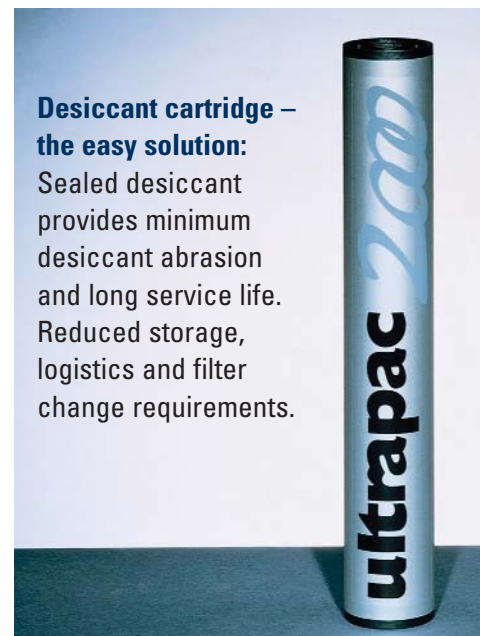 Desiccant cartridge –
the easy solution:
Sealed desiccant
provides minimum
desiccant abrasion
and long service life.
Reduced storage,
logistics and filter
change requirements.
ultrapac 2000